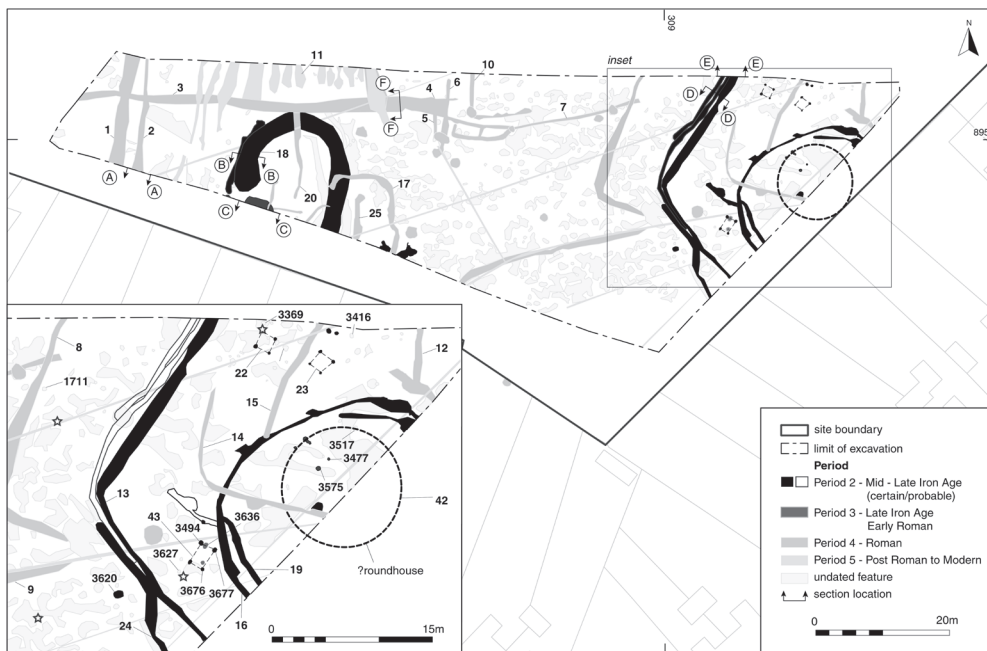 309
N
11
10
inset
E
E
F
6
3
4
7
D
F
D
5
895
1
2
18
B
B
17
A
A
20
25
C
C
3369
3416
8
12
22
23
1711
15
14
3517
3477
3575
42
13
43
3636
3494
3627
?roundhouse
3620
19
9
3676
3677
16
24
0
15m
site boundary
limit of excavation
Period
Period 2 - Mid - Late Iron Age
(certain/probable)
Period 3 - Late Iron Age
Early Roman
Period 4 - Roman
Period 5 - Post Roman to Modern
undated feature
section location
0
20m